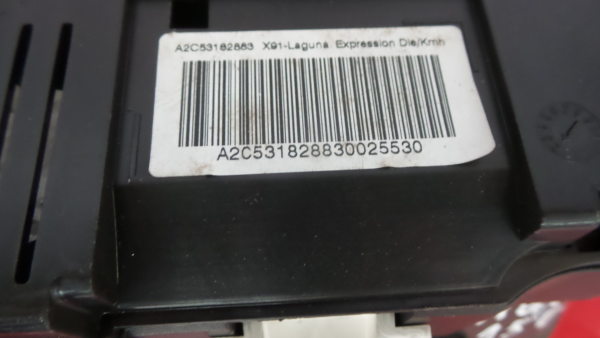 A2C53182883 X91-Laguna Expression Die/Kmh
A2C531828830025530